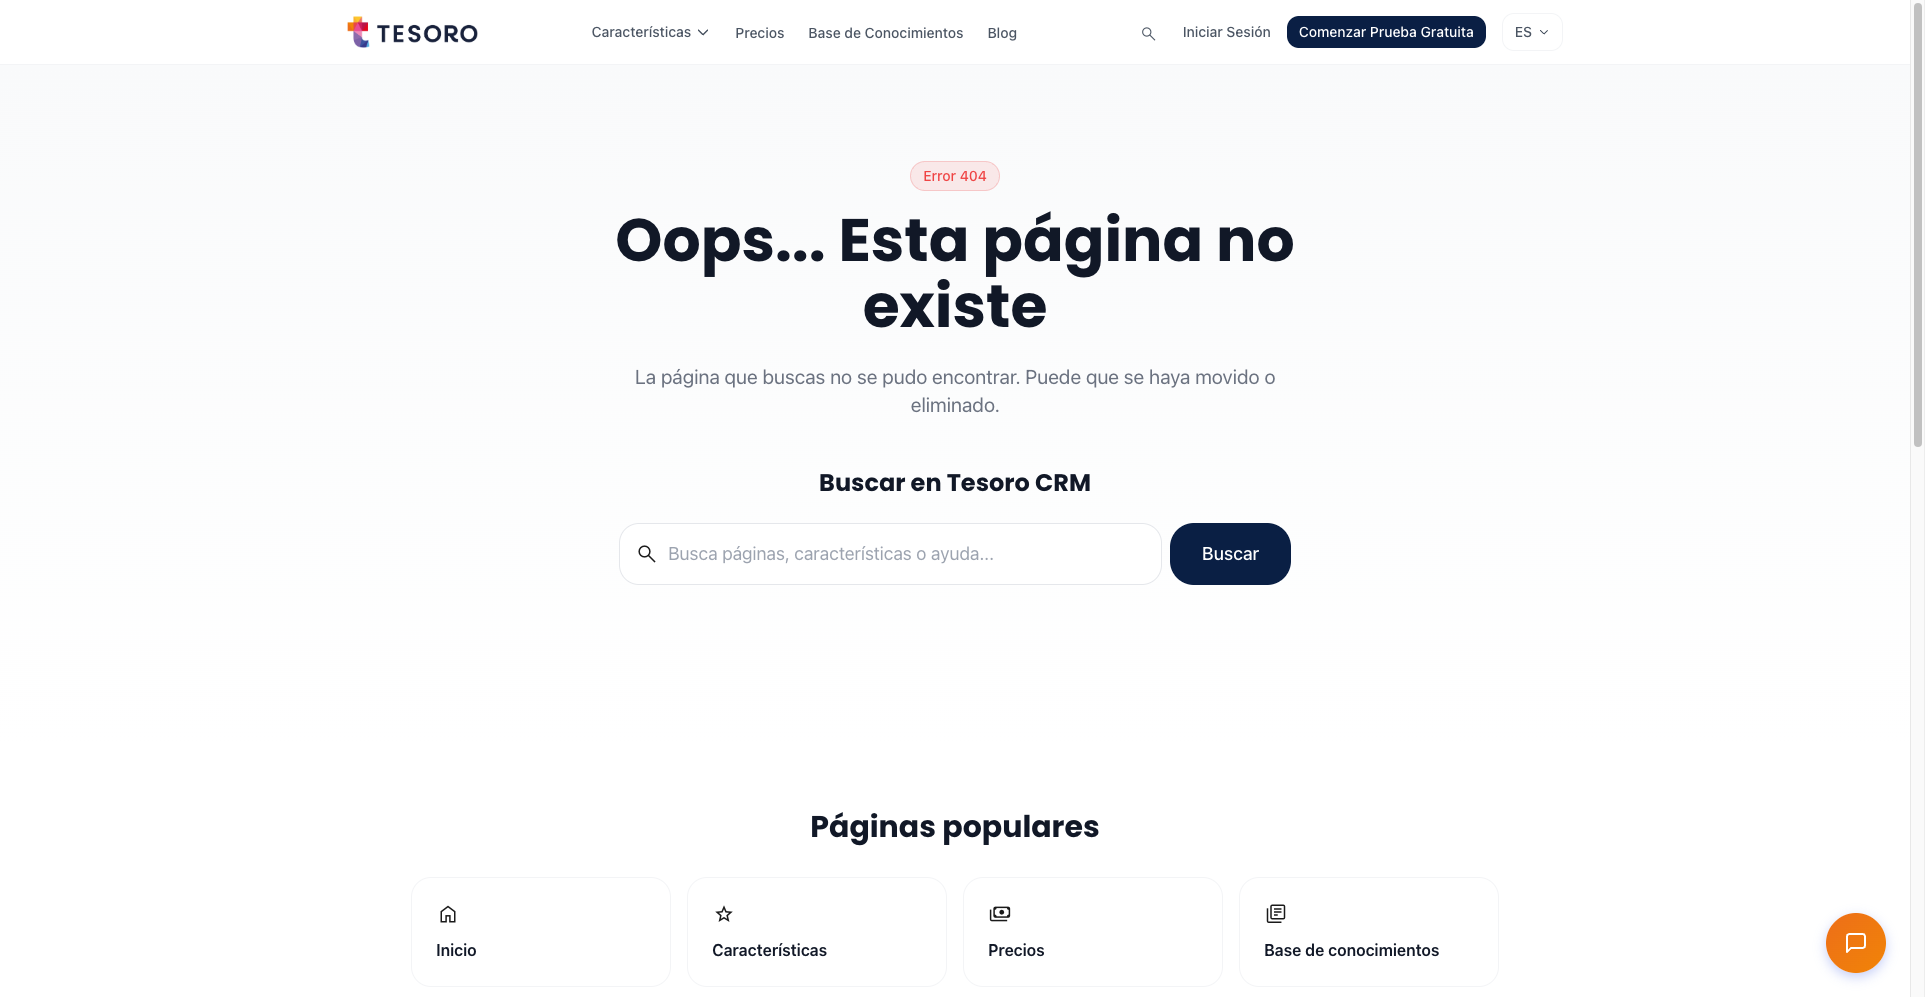 TESORO
Características
Precios
Base de Conocimientos
Blog
Iniciar Sesión
Comenzar Prueba Gratuita
ES
Error 404
Oops... Esta página no
existe
La página que buscas no se pudo encontrar. Puede que se haya movido o
eliminado.
Buscar en Tesoro CRM
Busca páginas, características o ayuda...
Buscar
Páginas populares
Inicio
Características
Precios
Base de conocimientos